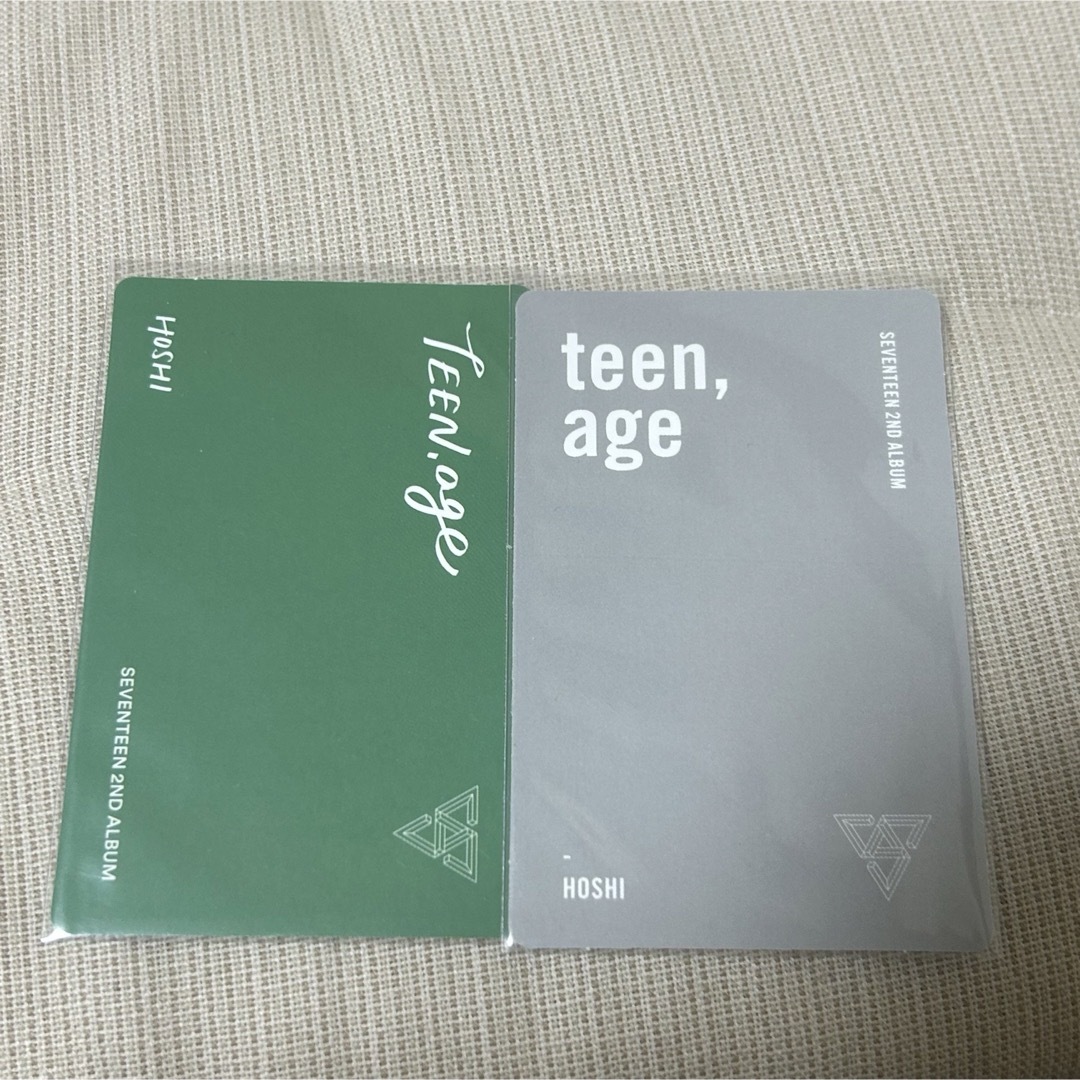 HOSHI
TEEN, age
SEVENTEEN 2ND ALBUM
teen,
age
SEVENTEEN 2ND ALBUM
-
HOSHI